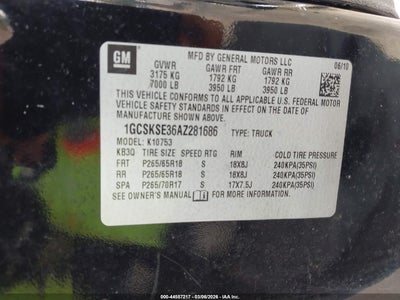 GM
MFD BY GENERAL MOTORS LLC
06/10
GVWR GAWR FRT GAWR RR
3175 KG 1792 KG 1792 KG
7000 LB 3950 LB 3950 LB
THIS VEHICLE CONFORMS TO ALL APPLICABLE U.S. FEDERAL MOTOR
VEHICLE SAFETY STANDARDS IN EFFECT ON THE DATE OF
MANUFACTURE SHOWN ABOVE.
1GCSKSE36AZ281686 TYPE: TRUCK
MODEL: K10753
KB3Q TIRE SIZE SPEED RTG RIM COLD TIRE PRESSURE
FRT P265/65R18 S 18X8J 240KPA(35PSI)
RR P265/65R18 S 18X8J 240KPA(35PSI)
SPA P265/70R17 S 17X7.5J 240KPA(35PSI)
SEE OWNER'S MANUAL FOR MORE INFORMATION.
000-44557217 - 03/06/2026 - IAA Inc.